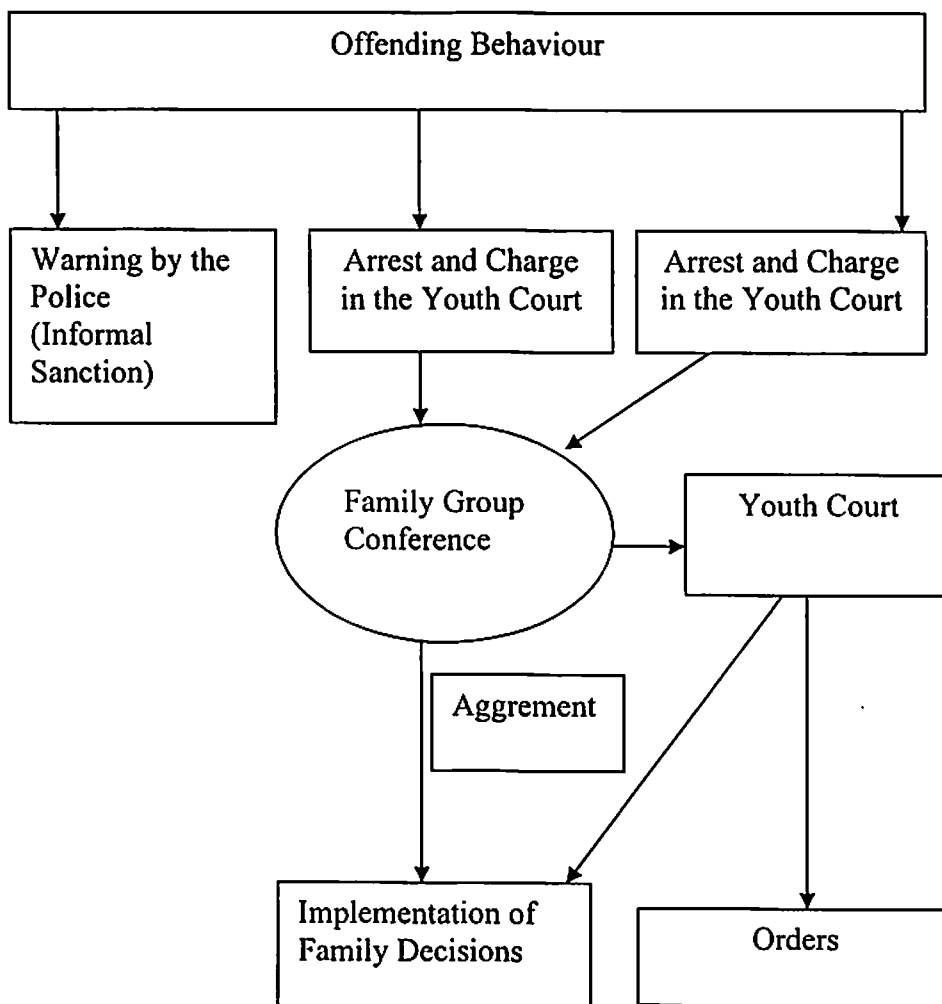 Offending Behaviour
Warning by the
Police
(Informal
Sanction)
Arrest and Charge
in the Youth Court
Arrest and Charge
in the Youth Court
Family Group
Conference
Youth Court
Aggrement
Implementation of
Family Decisions
Orders